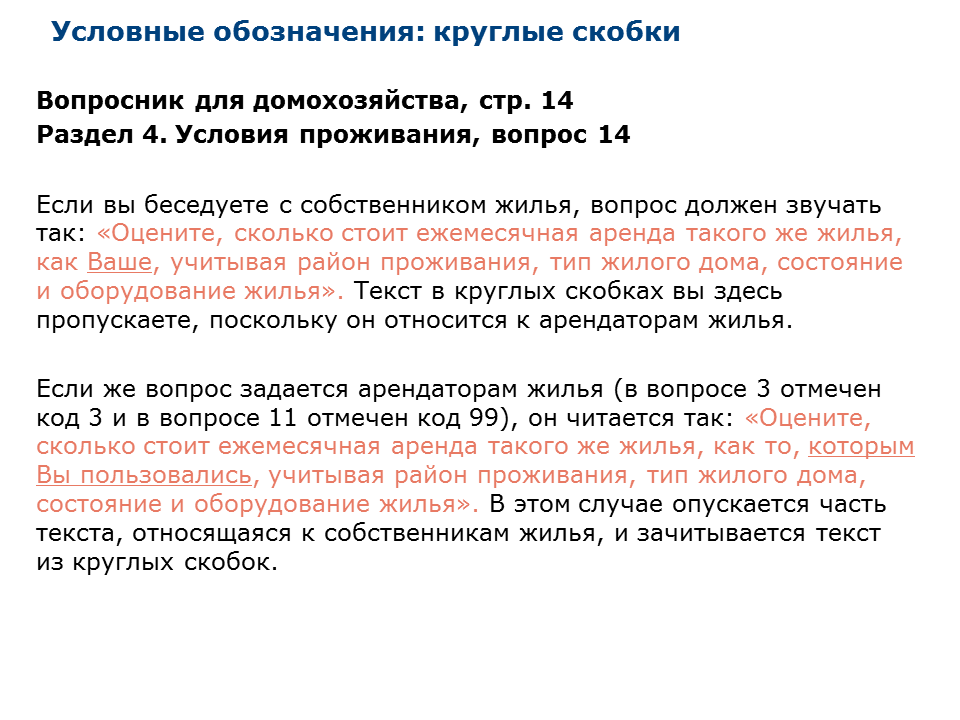 Условные обозначения: круглые скобки
Вопросник для домохозяйства, стр. 14
Раздел 4. Условия проживания, вопрос 14
Если вы беседуете с собственником жилья, вопрос должен звучать
так: «Оцените, сколько стоит ежемесячная аренда такого же жилья,
как Ваше, учитывая район проживания, тип жилого дома, состояние
и оборудование жилья». Текст в круглых скобках вы здесь
пропускаете, поскольку он относится к арендаторам жилья.
Если же вопрос задается арендаторам жилья (в вопросе 3 отмечен
код 3 и в вопросе 11 отмечен код 99), он читается так: «Оцените,
сколько стоит ежемесячная аренда такого же жилья, как то, которым
Вы пользовались, учитывая район проживания, тип жилого дома,
состояние и оборудование жилья». В этом случае опускается часть
текста, относящаяся к собственникам жилья, и зачитывается текст
из круглых скобок.